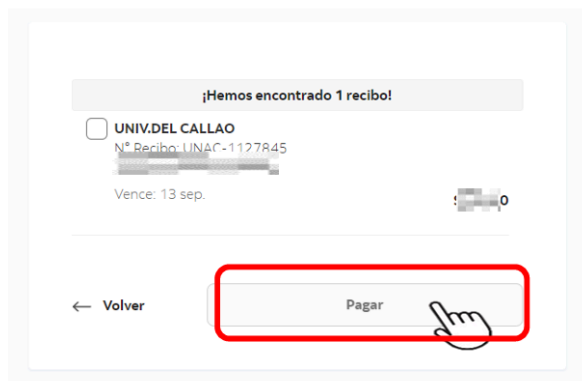 ¡Hemos encontrado 1 recibo!
UNIV.DEL CALLAO
N° Recibo: UNAC-1127845
Vence: 13 sep.
← Volver
Pagar